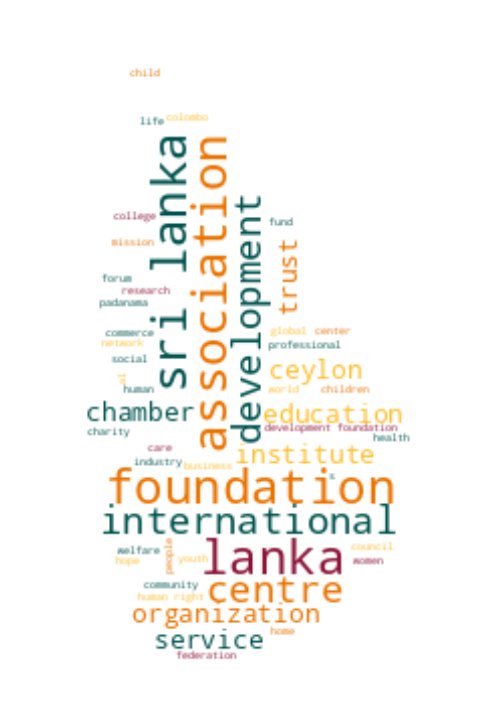 child
life
colombo
sri lanka
association
development
college
fund
mission
trust
forum
research
padanama
commerce
global
center
network
professional
social
ceylon
al
human
world
children
chamber
education
charity
development foundation
health
care
institute
industry
business
s
foundation
international
welfare
people
lanka
council
hope
youth
women
community
centre
human right
organization
service
home
federation